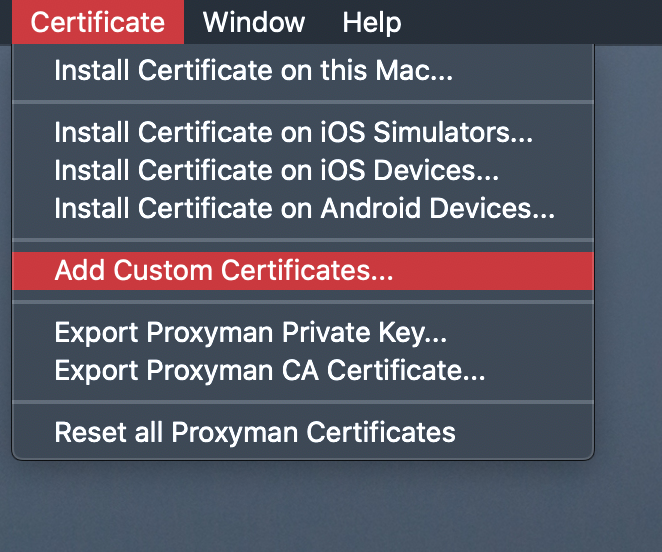 Certificate Window Help
Install Certificate on this Mac...
Install Certificate on iOS Simulators...
Install Certificate on iOS Devices...
Install Certificate on Android Devices...
Add Custom Certificates...
Export Proxyman Private Key...
Export Proxyman CA Certificate...
Reset all Proxyman Certificates